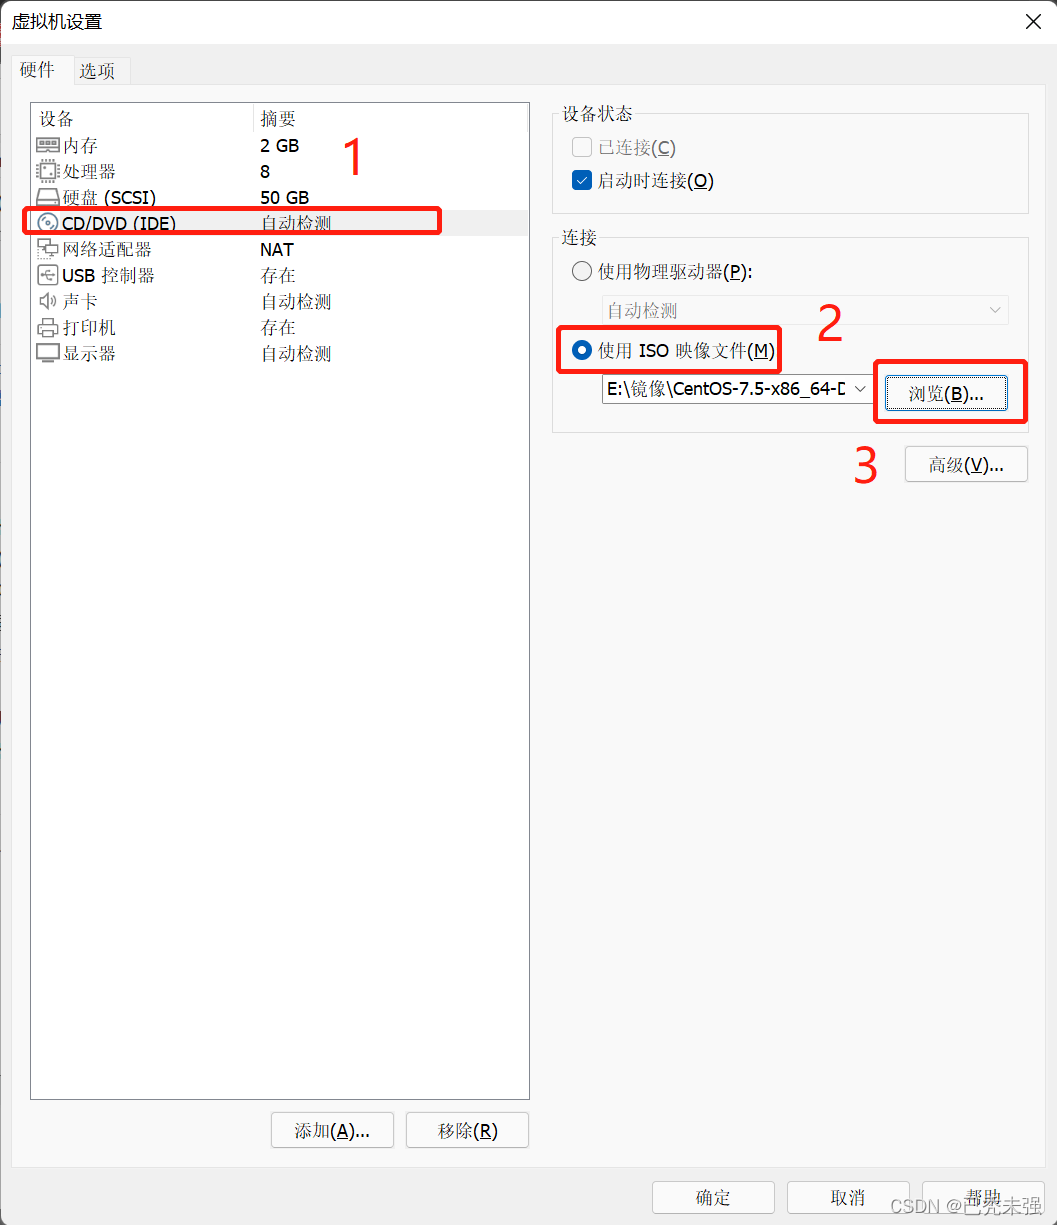 虚拟机设置
硬件 选项
设备 摘要
内存 2 GB
处理器 8
硬盘 (SCSI) 50 GB
CD/DVD (IDE) 自动检测
网络适配器 NAT
USB 控制器 存在
声卡 自动检测
打印机 存在
显示器 自动检测
1
设备状态
已连接(C)
启动时连接(O)
连接
使用物理驱动器(P):
自动检测
2
使用 ISO 映像文件(M)
E:\镜像\CentOS-7.5-x86_64-D
浏览(B)...
3
高级(V)...
添加(A)... 移除(R)
确定 取消 帮助
CSDN @已秃未强